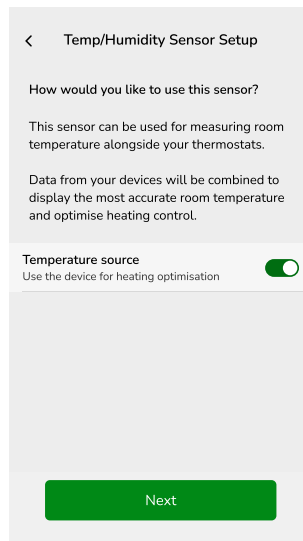 Temp/Humidity Sensor Setup
How would you like to use this sensor?
This sensor can be used for measuring room
temperature alongside your thermostats.
Data from your devices will be combined to
display the most accurate room temperature
and optimise heating control.
Temperature source
Use the device for heating optimisation
Next